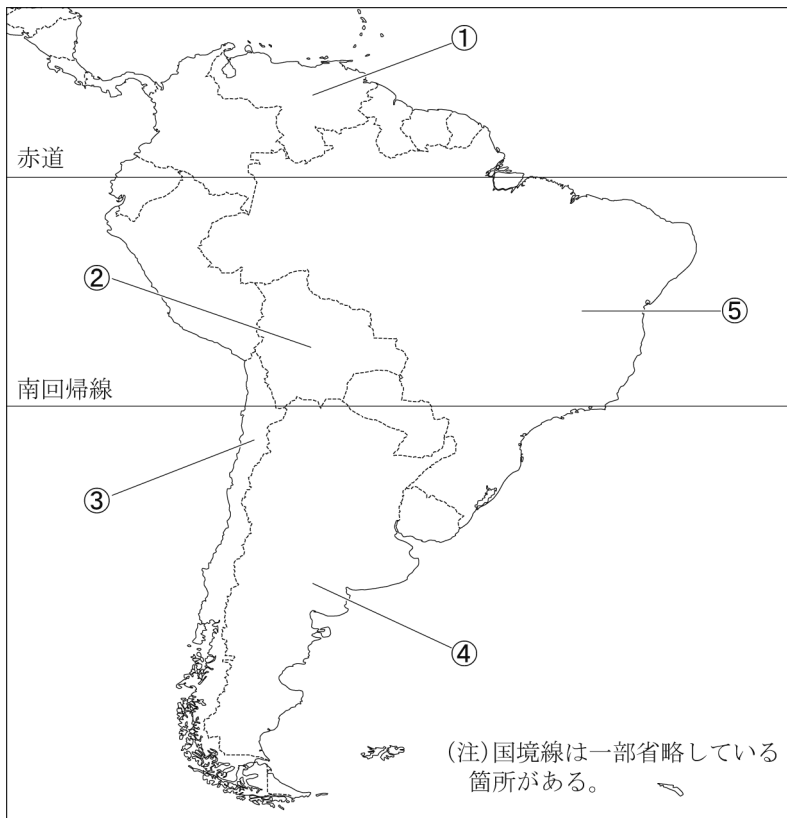 ①
赤道
②
⑤
南回帰線
③
④
(注)国境線は一部省略している
箇所がある。